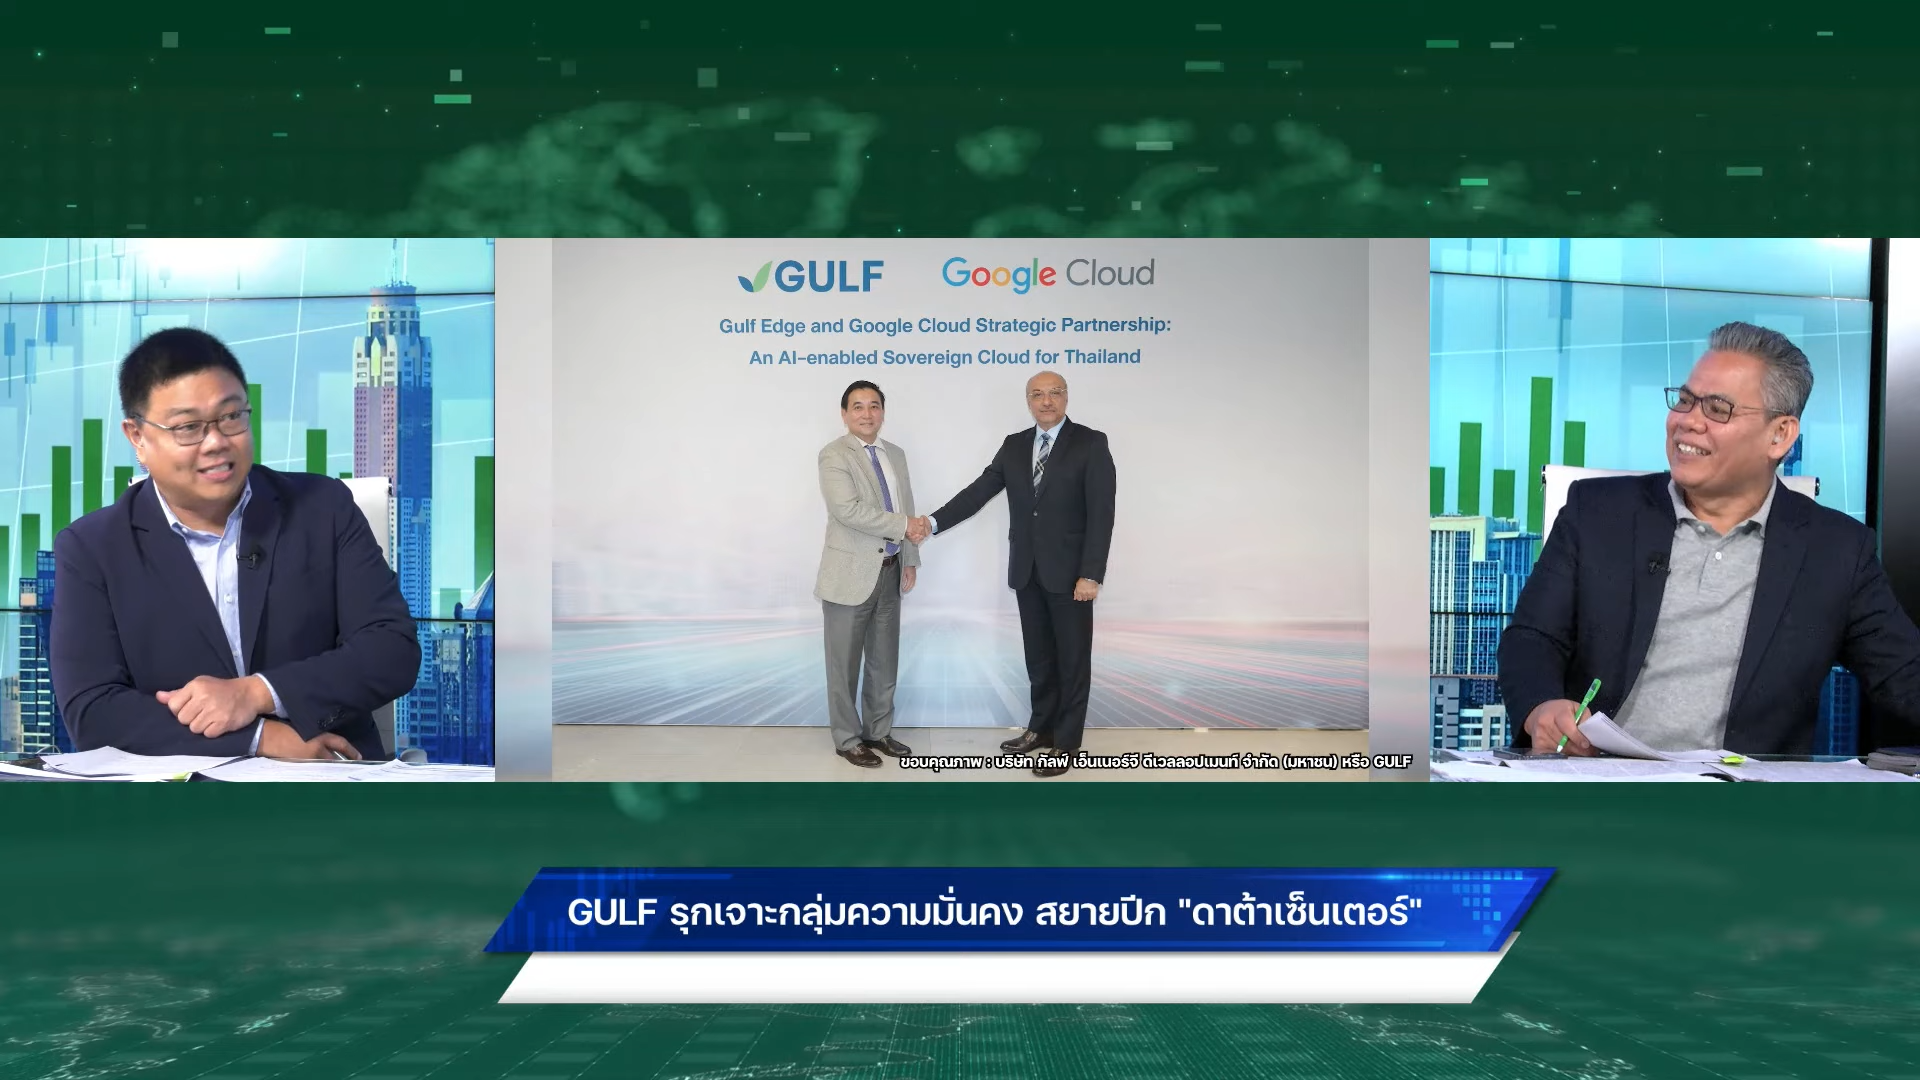 GULF Google Cloud
Gulf Edge and Google Cloud Strategic Partnership:
An AI-enabled Sovereign Cloud for Thailand
ขอบคุณภาพ : บริษัท กัลฟ์ เอ็นเนอร์จี ดีเวลลอปเมนท์ จำกัด (มหาชน) หรือ GULF
GULF รุกเจาะกลุ่มความมั่นคง สยายปีก "ดาต้าเซ็นเตอร์"